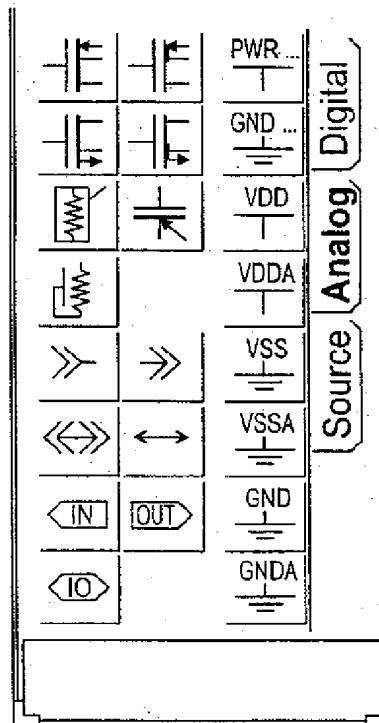 PWR ...
GND ...
VDD
VDDA
VSS
VSSA
IN
OUT
GND
IO
GNDA
Digital
Analog
Source